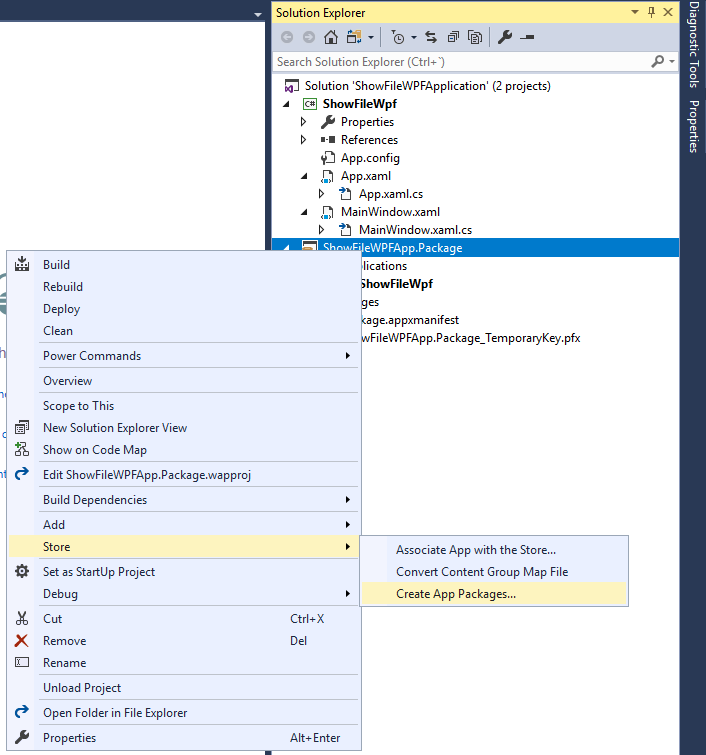 Solution Explorer
Search Solution Explorer (Ctrl+`)
Solution 'ShowFileWPFApplication' (2 projects)
C# ShowFileWpf
Properties
References
App.config
App.xaml
App.xaml.cs
MainWindow.xaml
MainWindow.xaml.cs
ShowFileWPFApp.Package
plications
ShowFileWpf
ges
kage.appxmanifest
wFileWPFApp.Package_TemporaryKey.pfx
Build
Rebuild
Deploy
Clean
Power Commands
Overview
Scope to This
New Solution Explorer View
Show on Code Map
Edit ShowFileWPFApp.Package.wapproj
Build Dependencies
Add
Store
Set as StartUp Project
Debug
Cut Ctrl+X
Remove Del
Rename
Unload Project
Open Folder in File Explorer
Properties Alt+Enter
Associate App with the Store...
Convert Content Group Map File
Create App Packages...
Diagnostic Tools
Properties